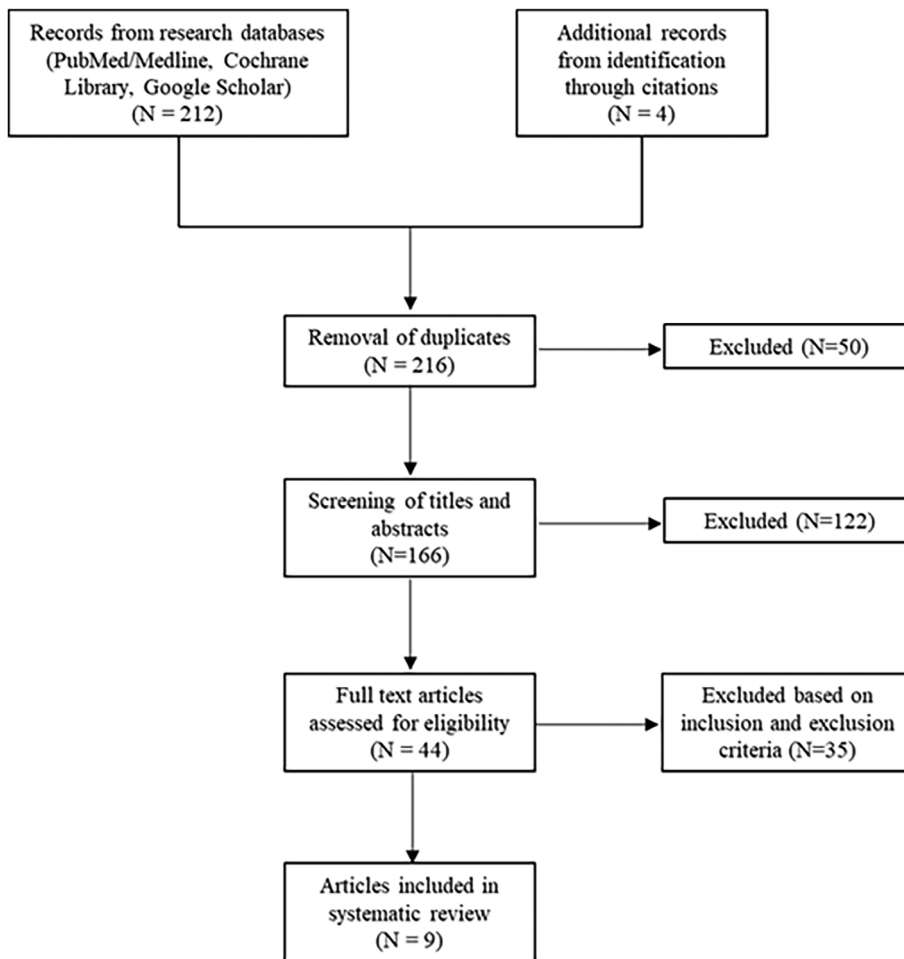 Records from research databases
(PubMed/Medline, Cochrane
Library, Google Scholar)
(N = 212)
Additional records
from identification
through citations
(N = 4)
Removal of duplicates
(N = 216)
Excluded (N=50)
Screening of titles and
abstracts
(N=166)
Excluded (N=122)
Full text articles
assessed for eligibility
(N = 44)
Excluded based on
inclusion and exclusion
criteria (N=35)
Articles included in
systematic review
(N = 9)